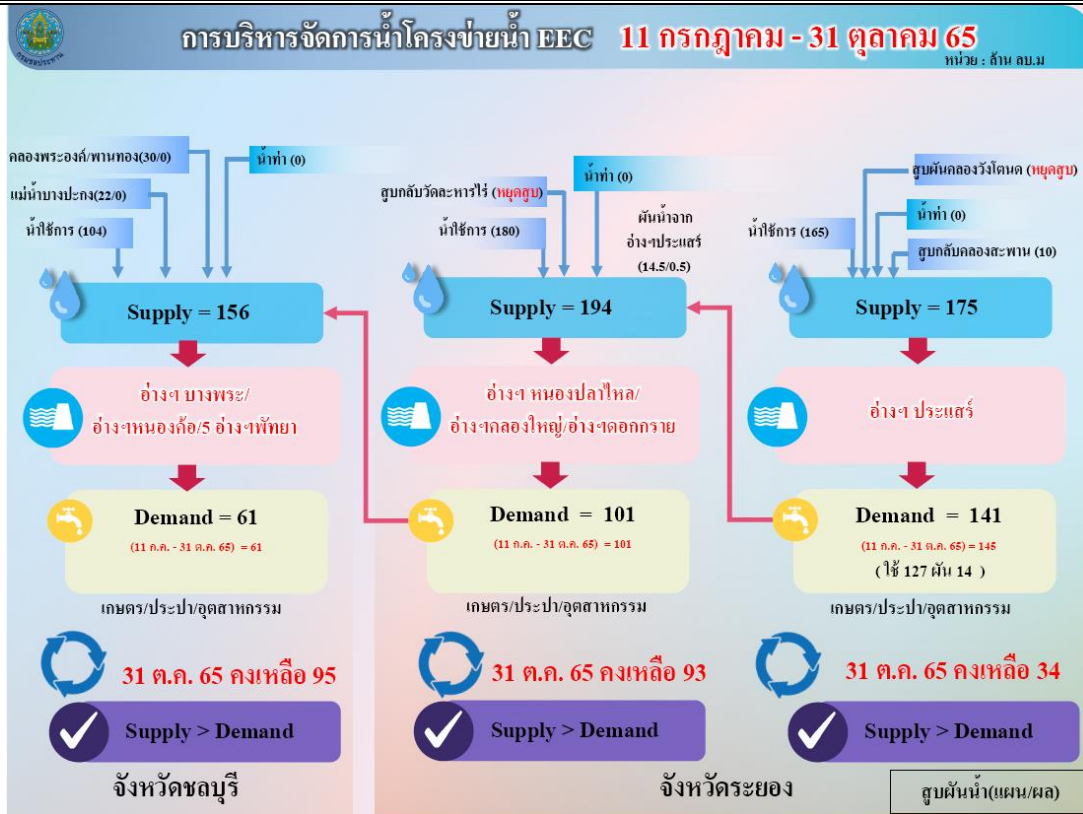 การบริหารจัดการน้ำโครงข่ายน้ำ EEC 11 กรกฎาคม - 31 ตุลาคม 65
หน่วย : ล้าน ลบ.ม
กรมชลประทาน
คลองพระองค์/พานทอง(30/0)
น้ำท่า (0)
แม่น้ำบางปะกง(22/0)
น้ำใช้การ (104)
Supply = 156
อ่างฯ บางพระ/
อ่างฯหนองค้อ/5 อ่างฯพัทยา
Demand = 61
(11 ก.ค. - 31 ต.ค. 65) = 61
เกษตร/ประปา/อุตสาหกรรม
31 ต.ค. 65 คงเหลือ 95
Supply > Demand
จังหวัดชลบุรี
น้ำท่า (0)
สูบกลับวัดละหารไร่ (หยุดสูบ)
น้ำใช้การ (180)
ผันน้ำจาก
อ่างฯประแสร์
(14.5/0.5)
Supply = 194
อ่างฯ หนองปลาไหล/
อ่างฯคลองใหญ่/อ่างฯดอกกราย
Demand = 101
(11 ก.ค. - 31 ต.ค. 65) = 101
เกษตร/ประปา/อุตสาหกรรม
31 ต.ค. 65 คงเหลือ 93
Supply > Demand
สูบผันคลองวังโตนด (หยุดสูบ)
น้ำท่า (0)
น้ำใช้การ (165)
สูบกลับคลองสะพาน (10)
Supply = 175
อ่างฯ ประแสร์
Demand = 141
(11 ก.ค. - 31 ต.ค. 65) = 145
( ใช้ 127 ผัน 14 )
เกษตร/ประปา/อุตสาหกรรม
31 ต.ค. 65 คงเหลือ 34
Supply > Demand
จังหวัดระยอง
สูบผันน้ำ(แผน/ผล)